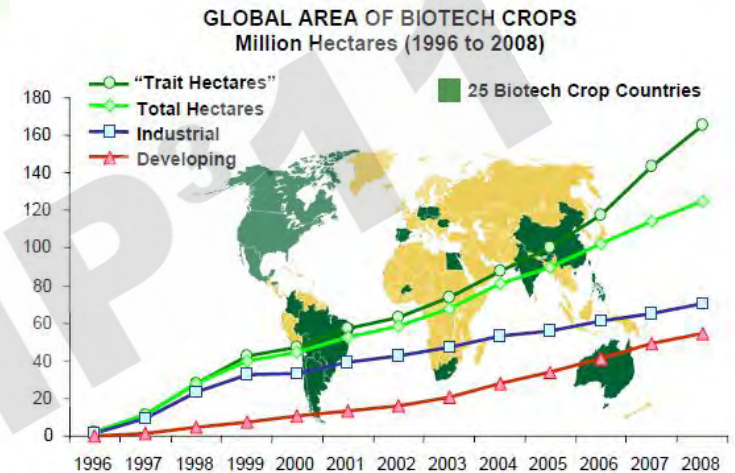 GLOBAL AREA OF BIOTECH CROPS
Million Hectares (1996 to 2008)
"Trait Hectares"
Total Hectares
Industrial
Developing
25 Biotech Crop Countries
180
160
140
120
100
80
60
40
20
0
1996 1997 1998 1999 2000 2001 2002 2003 2004 2005 2006 2007 2008